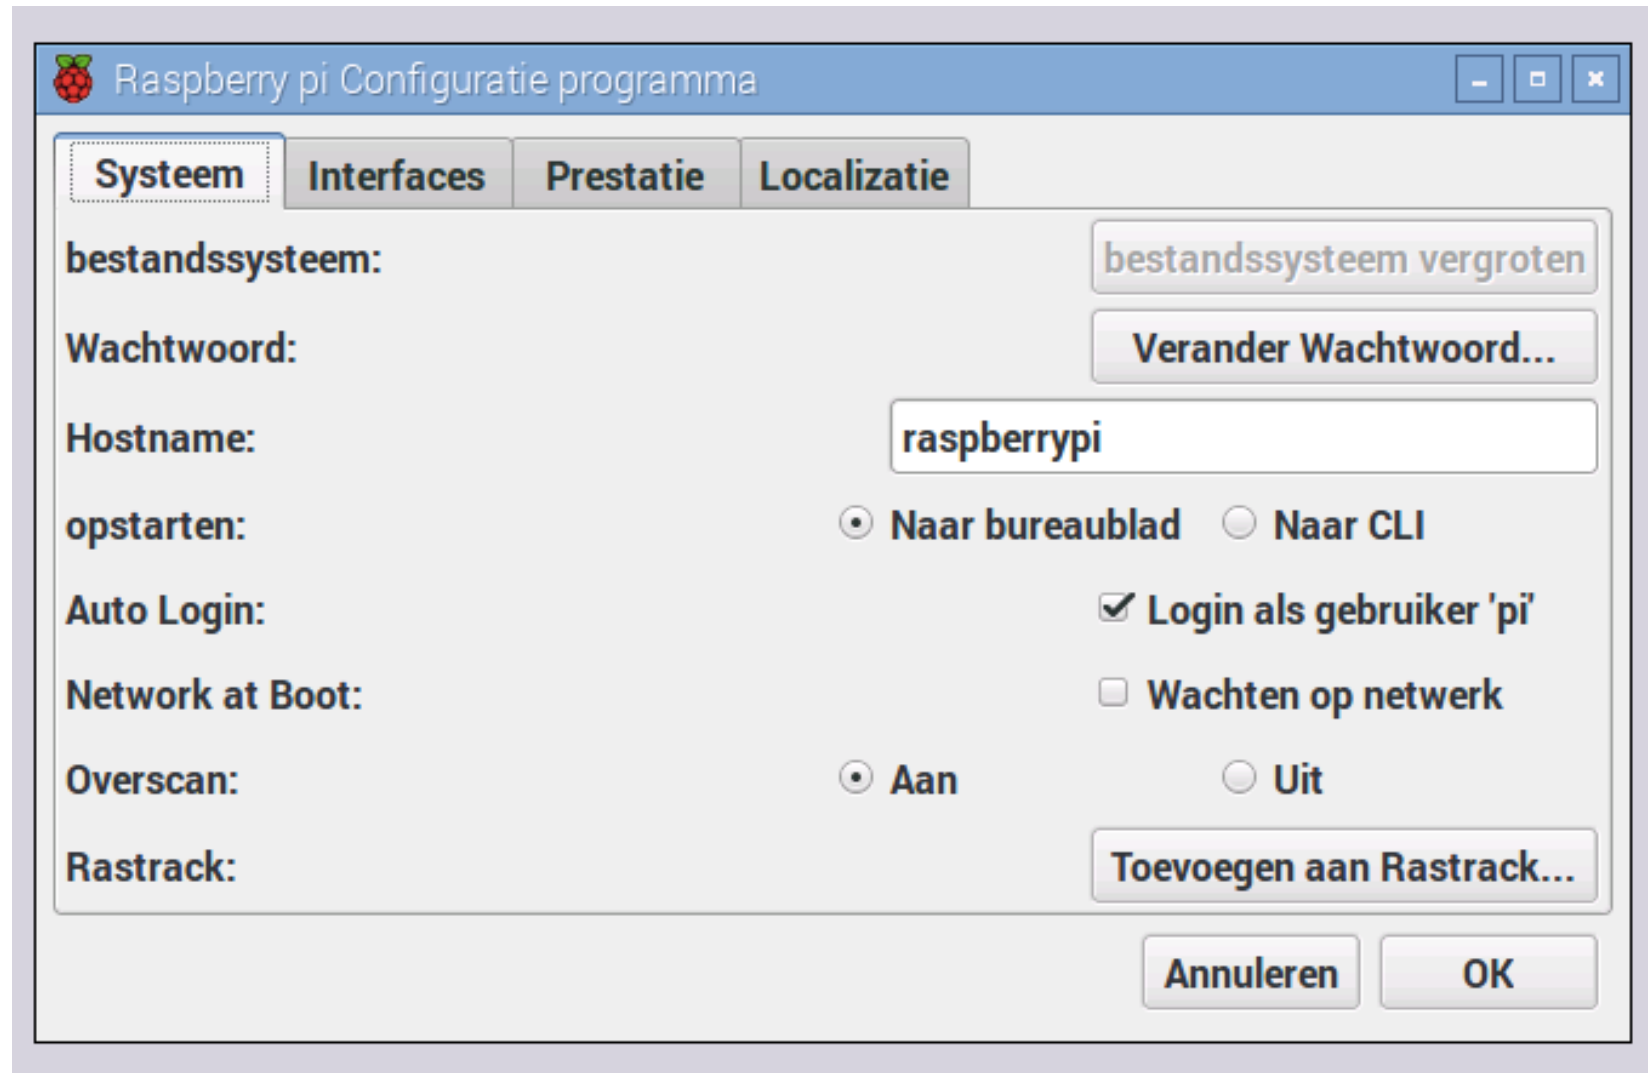 Raspberry pi Configuratie programma
Systeem Interfaces Prestatie Localizatie
bestandssysteem: bestandssysteem vergroten
Wachtwoord: Verander Wachtwoord...
Hostname: raspberrypi
opstarten: Naar bureaublad Naar CLI
Auto Login: Login als gebruiker 'pi'
Network at Boot: Wachten op netwerk
Overscan: Aan Uit
Rastrack: Toevoegen aan Rastrack...
Annuleren OK